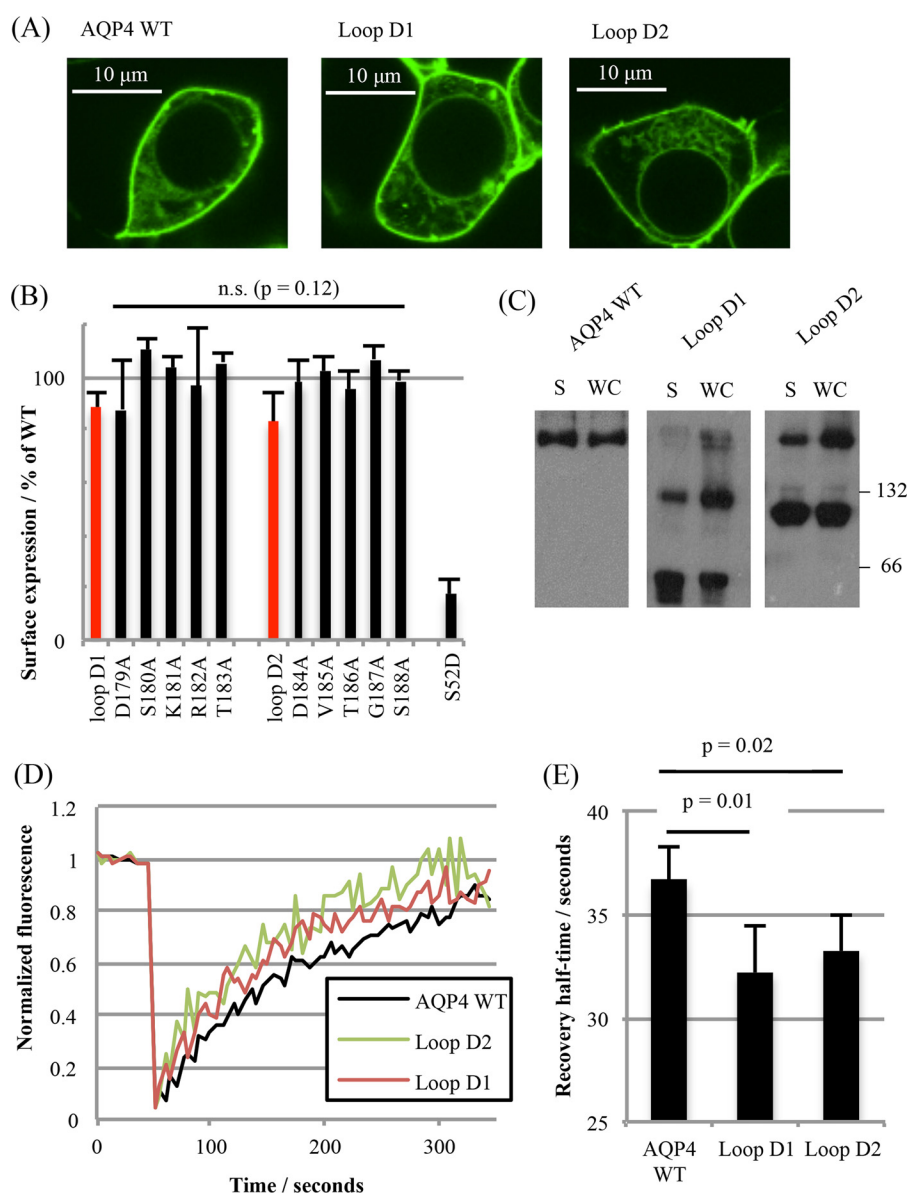 (A)
AQP4 WT
Loop D1
Loop D2
10 µm
10 µm
10 µm
(B)
n.s. (p = 0.12)
Surface expression / % of WT
100
0
loop D1
D179A
S180A
K181A
R182A
T183A
loop D2
D184A
V185A
T186A
G187A
S188A
S52D
(C)
AQP4 WT
Loop D1
Loop D2
S WC
S WC
S WC
132
66
(D)
Normalized fluorescence
1.2
1
0.8
0.6
0.4
0.2
0
0 100 200 300
Time / seconds
AQP4 WT
Loop D2
Loop D1
(E)
p = 0.02
p = 0.01
Recovery half-time / seconds
40
35
30
25
AQP4 WT
Loop D1
Loop D2